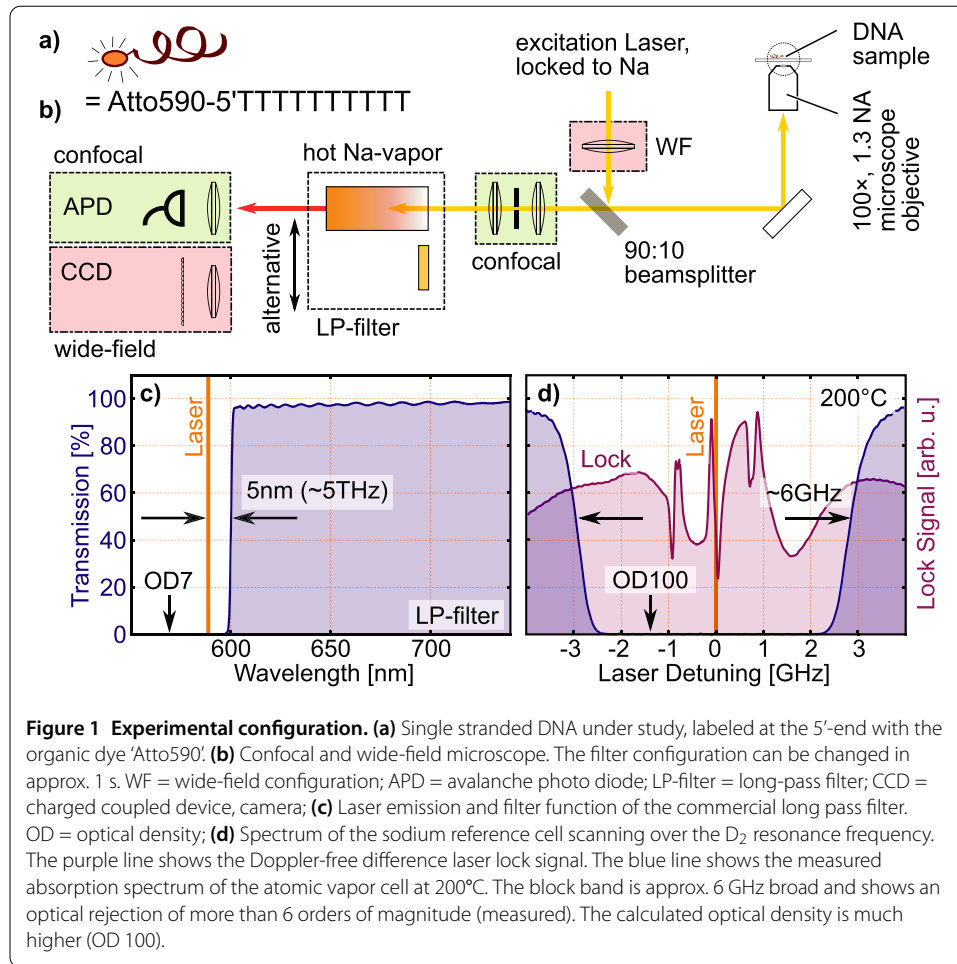 a)
= Atto590-5'TTTTTTTTTT
b)
excitation Laser,
locked to Na
DNA
sample
WF
100×, 1.3 NA
microscope
objective
confocal
APD
CCD
wide-field
hot Na-vapor
alternative
LP-filter
confocal
90:10
beamsplitter
c)
Laser
5nm (~5THz)
OD7
LP-filter
Transmission [%]
100
80
60
40
20
0
600 650 700
Wavelength [nm]
d)
200°C
Laser
Lock
~6GHz
OD100
Lock Signal [arb. u.]
-3 -2 -1 0 1 2 3
Laser Detuning [GHz]
Figure 1 Experimental configuration. (a) Single stranded DNA under study, labeled at the 5′-end with the
organic dye ‘Atto590’. (b) Confocal and wide-field microscope. The filter configuration can be changed in
approx. 1 s. WF = wide-field configuration; APD = avalanche photo diode; LP-filter = long-pass filter; CCD =
charged coupled device, camera; (c) Laser emission and filter function of the commercial long pass filter.
OD = optical density; (d) Spectrum of the sodium reference cell scanning over the D₂ resonance frequency.
The purple line shows the Doppler-free difference laser lock signal. The blue line shows the measured
absorption spectrum of the atomic vapor cell at 200°C. The block band is approx. 6 GHz broad and shows an
optical rejection of more than 6 orders of magnitude (measured). The calculated optical density is much
higher (OD 100).